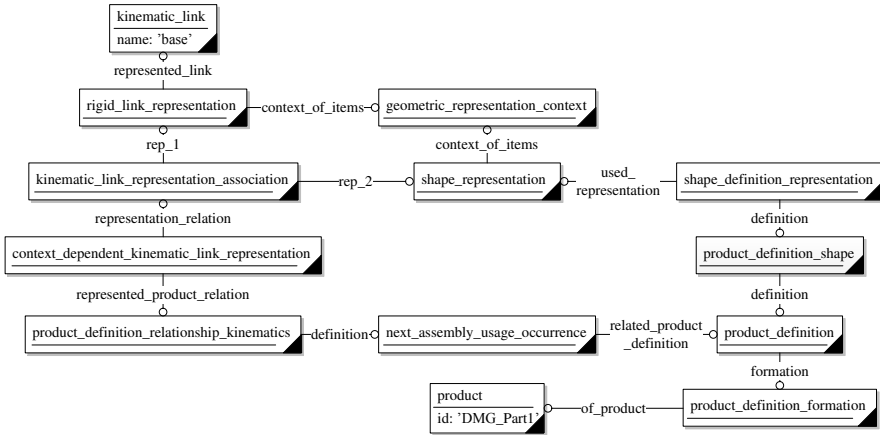 kinematic_link
name: 'base'
represented_link
rigid_link_representation
context_of_items
geometric_representation_context
rep_1
context_of_items
kinematic_link_representation_association
rep_2
shape_representation
used_
representation
shape_definition_representation
representation_relation
definition
context_dependent_kinematic_link_representation
product_definition_shape
represented_product_relation
definition
product_definition_relationship_kinematics
definition
next_assembly_usage_occurrence
related_product
_definition
product_definition
formation
product
id: 'DMG_Part1'
of_product
product_definition_formation